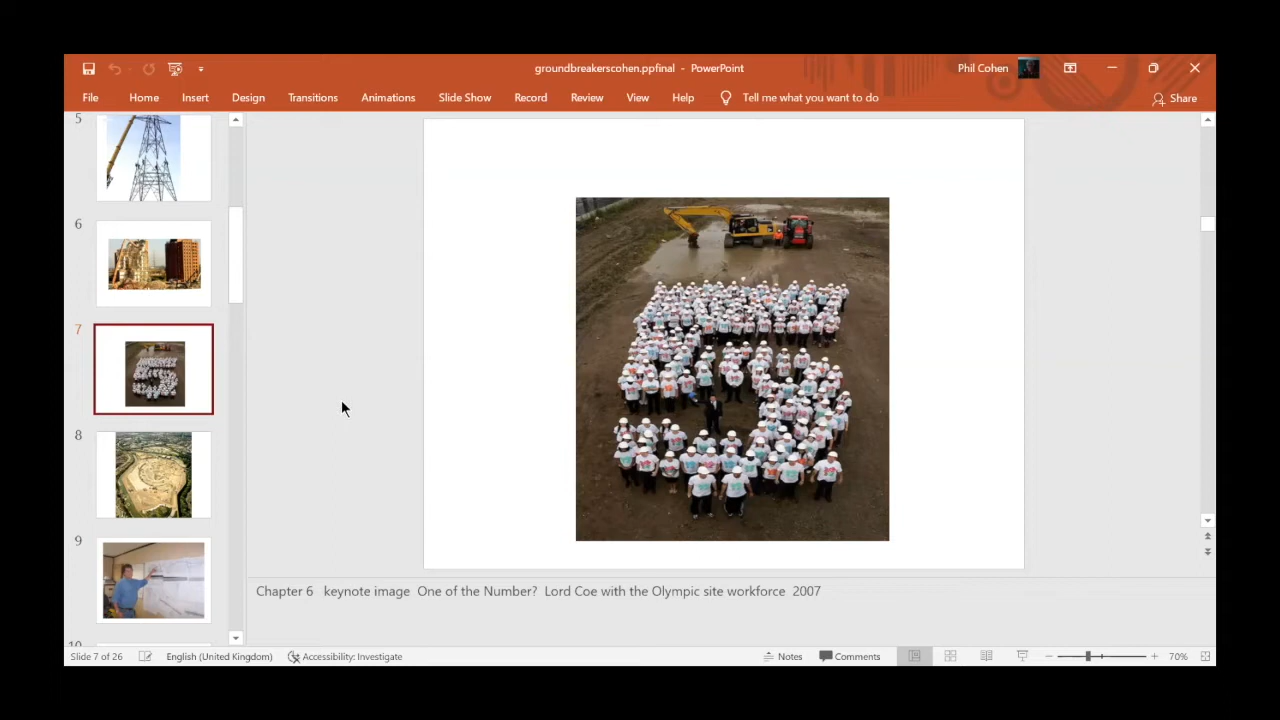 groundbreakerscohen.ppfinal - PowerPoint
Phil Cohen
File Home Insert Design Transitions Animations Slide Show Record Review View Help Tell me what you want to do
Share
5
6
7
8
9
10
Chapter 6 keynote image One of the Number? Lord Coe with the Olympic site workforce 2007
Slide 7 of 26 English (United Kingdom) Accessibility: Investigate Notes Comments 70%